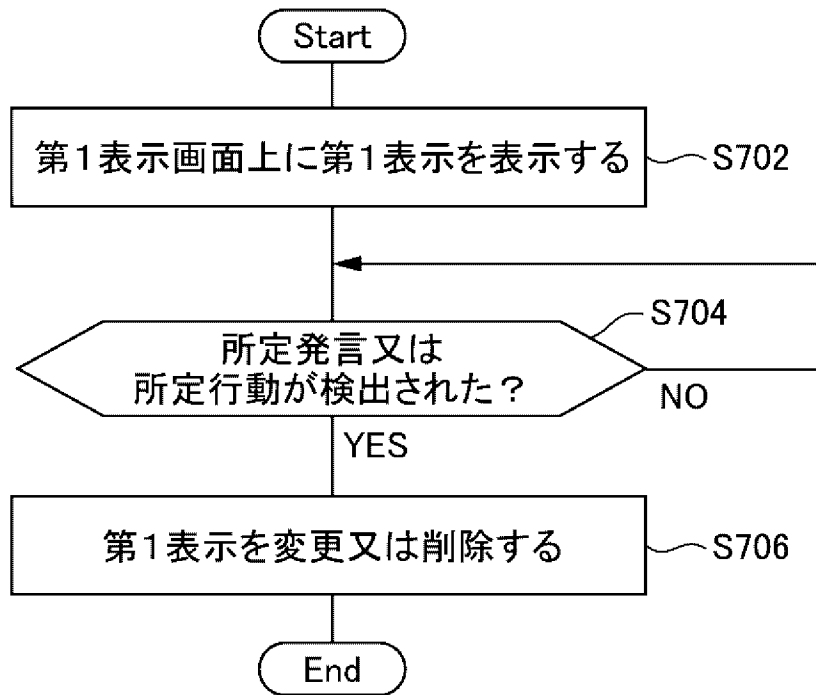 Start
第１表示画面上に第１表示を表示する
S702
S704
所定発言又は
所定行動が検出された？
NO
YES
第１表示を変更又は削除する
S706
End